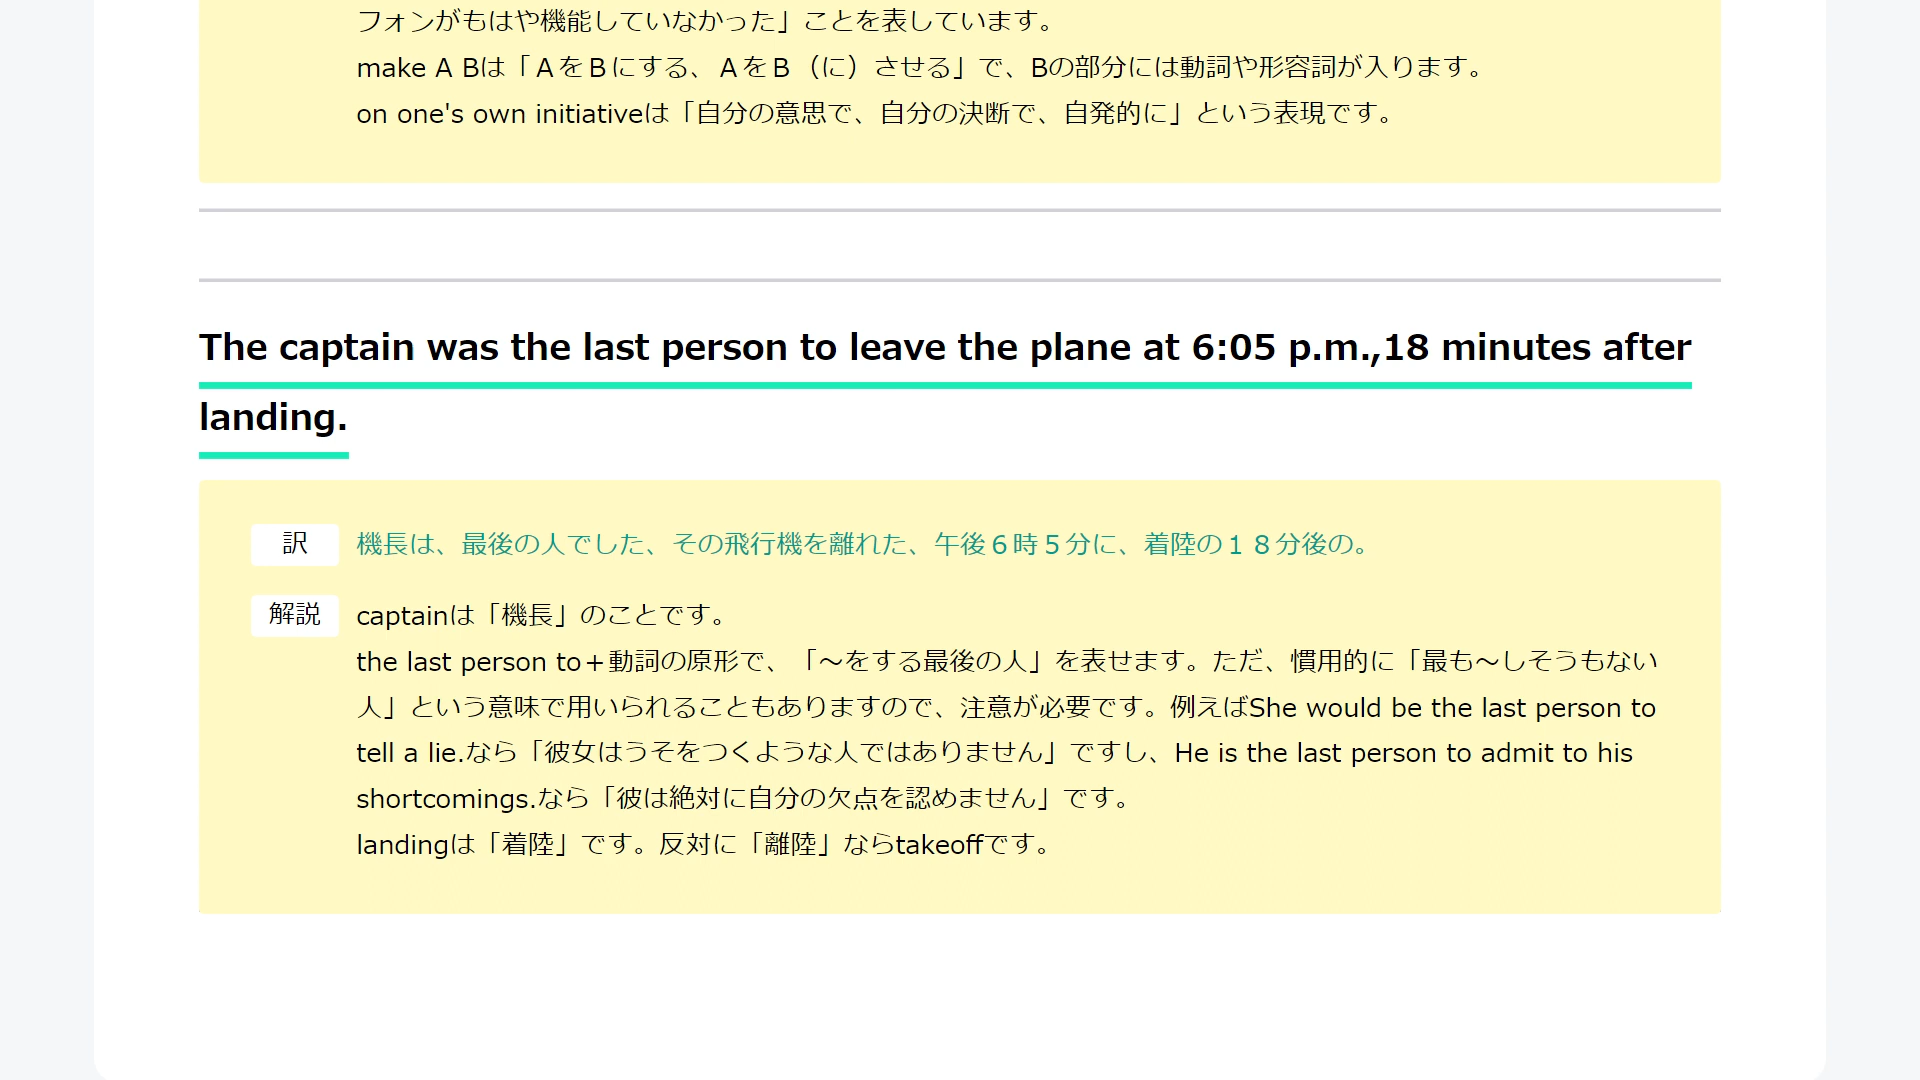 フォンがもはや機能していなかった」ことを表しています。
make A Bは「ＡをＢにする、ＡをＢ（に）させる」で、Bの部分には動詞や形容詞が入ります。
on one's own initiativeは「自分の意思で、自分の決断で、自発的に」という表現です。
The captain was the last person to leave the plane at 6:05 p.m.,18 minutes after
landing.
訳 機長は、最後の人でした、その飛行機を離れた、午後６時５分に、着陸の１８分後の。
解説 captainは「機長」のことです。
the last person to＋動詞の原形で、「～をする最後の人」を表せます。ただ、慣用的に「最も～しそうもない
人」という意味で用いられることもありますので、注意が必要です。例えばShe would be the last person to
tell a lie.なら「彼女はうそをつくような人ではありません」ですし、He is the last person to admit to his
shortcomings.なら「彼は絶対に自分の欠点を認めません」です。
landingは「着陸」です。反対に「離陸」ならtakeoffです。